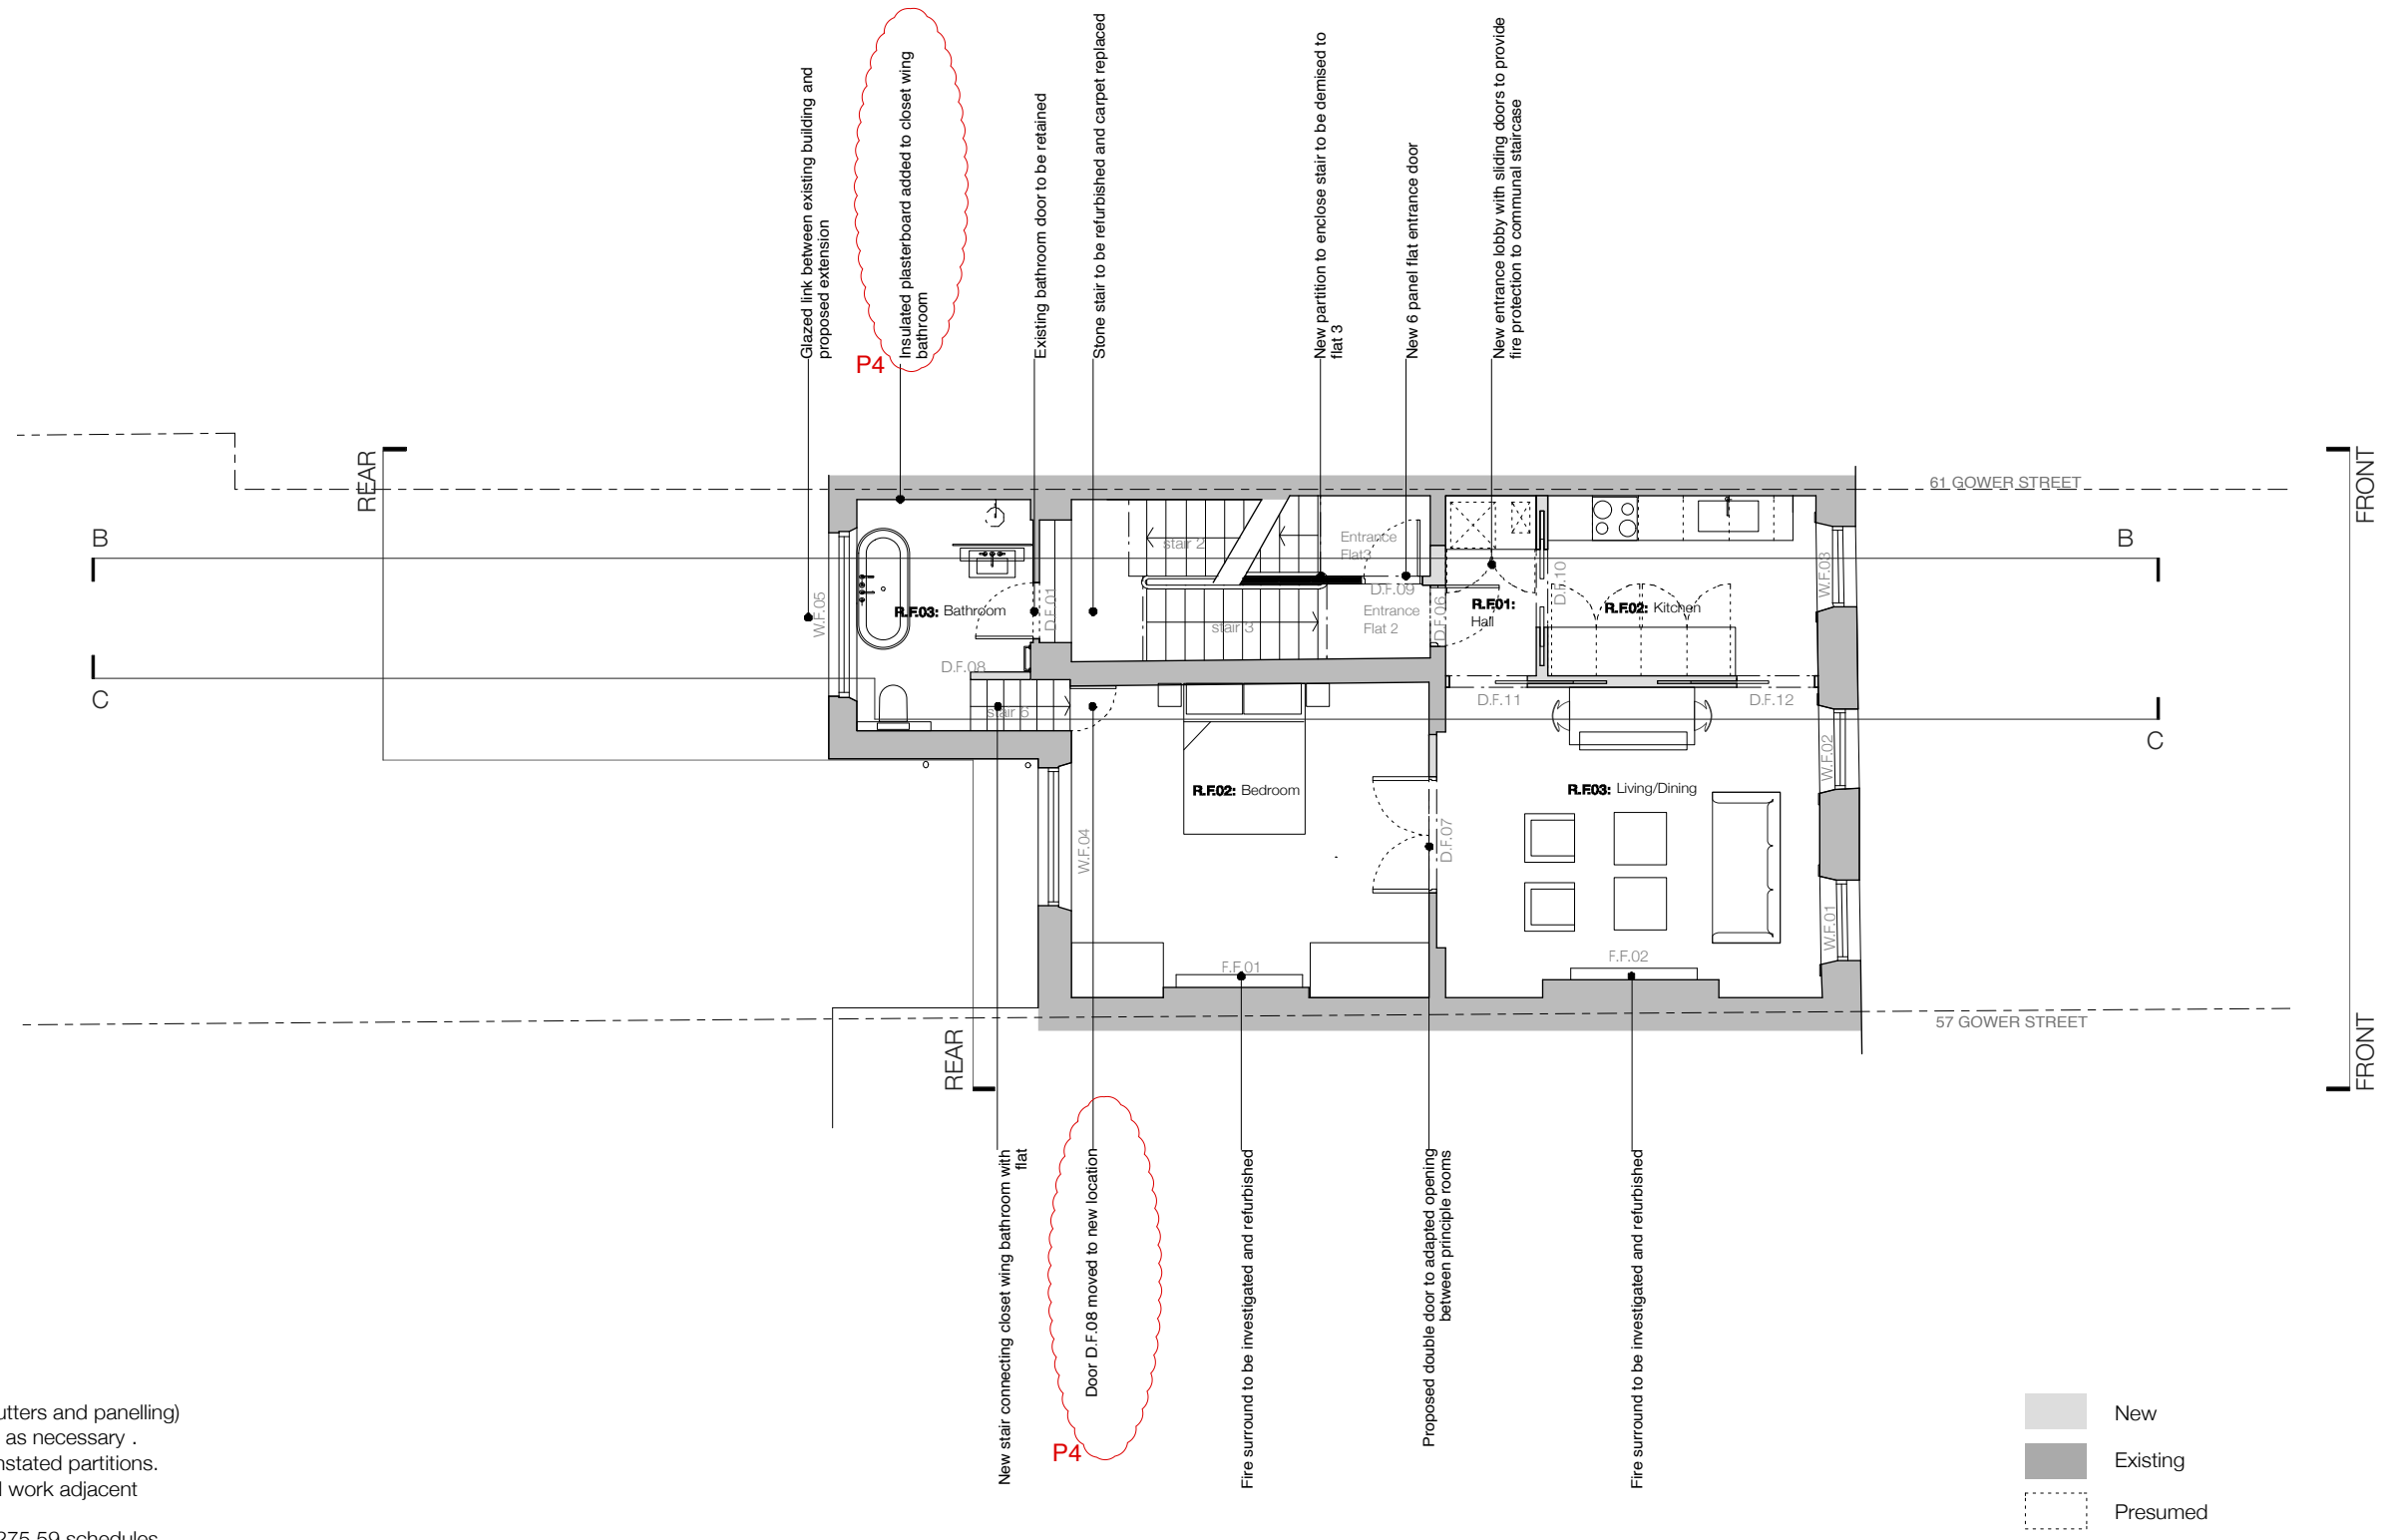 Glazed link between existing building and
proposed extension
Insulated plasterboard added to closet wing
bathroom
P4
Existing bathroom door to be retained
Stone stair to be refurbished and carpet replaced
New partition to enclose stair to be demised to
flat 3
New 6 panel flat entrance door
New entrance lobby with sliding doors to provide
fire protection to communal staircase
REAR
FRONT
61 GOWER STREET
B
B
C
C
stair 2
Entrance
Flat3
D.F.09
Entrance
Flat 2
stair 3
D.F.06
R.F.01:
Hall
D.F.10
R.F.02: Kitchen
W.F.03
W.F.05
R.F.03: Bathroom
D.F.01
D.F.08
stair 6
D.F.11
D.F.12
W.F.02
R.F.02: Bedroom
R.F.03: Living/Dining
W.F.04
D.F.07
W.F.01
F.F.01
F.F.02
57 GOWER STREET
REAR
FRONT
New stair connecting closet wing bathroom with
flat
Door D.F.08 moved to new location
P4
Fire surround to be investigated and refurbished
Proposed double door to adapted opening
between principle rooms
Fire surround to be investigated and refurbished
utters and panelling)
as necessary .
nstated partitions.
work adjacent
275.59 schedules
New
Existing
Presumed